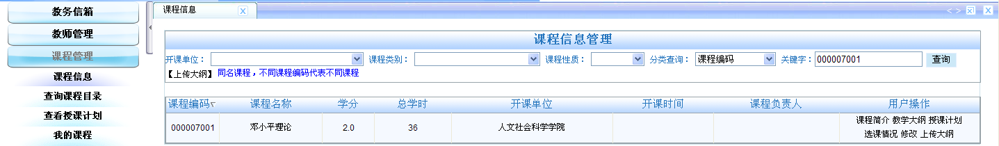 教务信箱
教师管理
课程管理
课程信息
查询课程目录
查看授课计划
我的课程
课程信息
< >
课程信息管理
开课单位： 课程类别： 课程性质： 分类查询： 课程编码 关键字： 000007001 查询
【上传大纲】 同名课程，不同课程编码代表不同课程
课程编码 课程名称 学分 总学时 开课单位 开课时间 课程负责人 用户操作
000007001 邓小平理论 2.0 36 人文社会科学学院 课程简介 教学大纲 授课计划
选课情况 修改 上传大纲